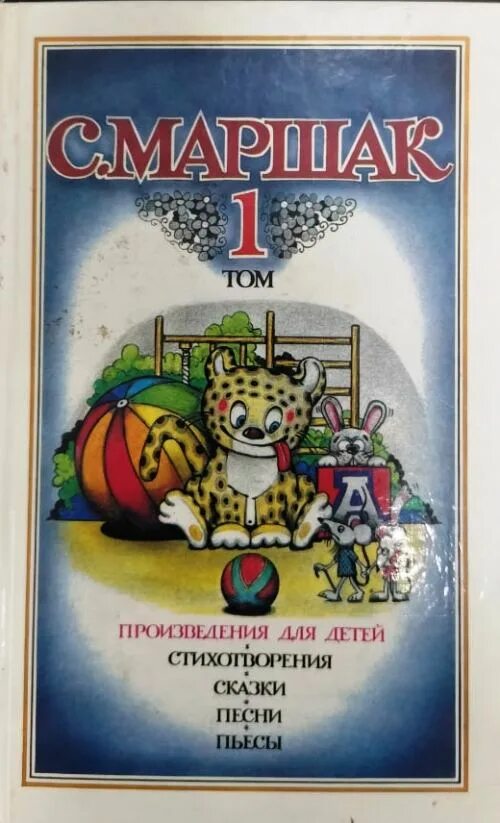 С.МАРШАК
1
ТОМ
А
ПРОИЗВЕДЕНИЯ ДЛЯ ДЕТЕЙ
СТИХОТВОРЕНИЯ
СКАЗКИ
ПЕСНИ
ПЬЕСЫ